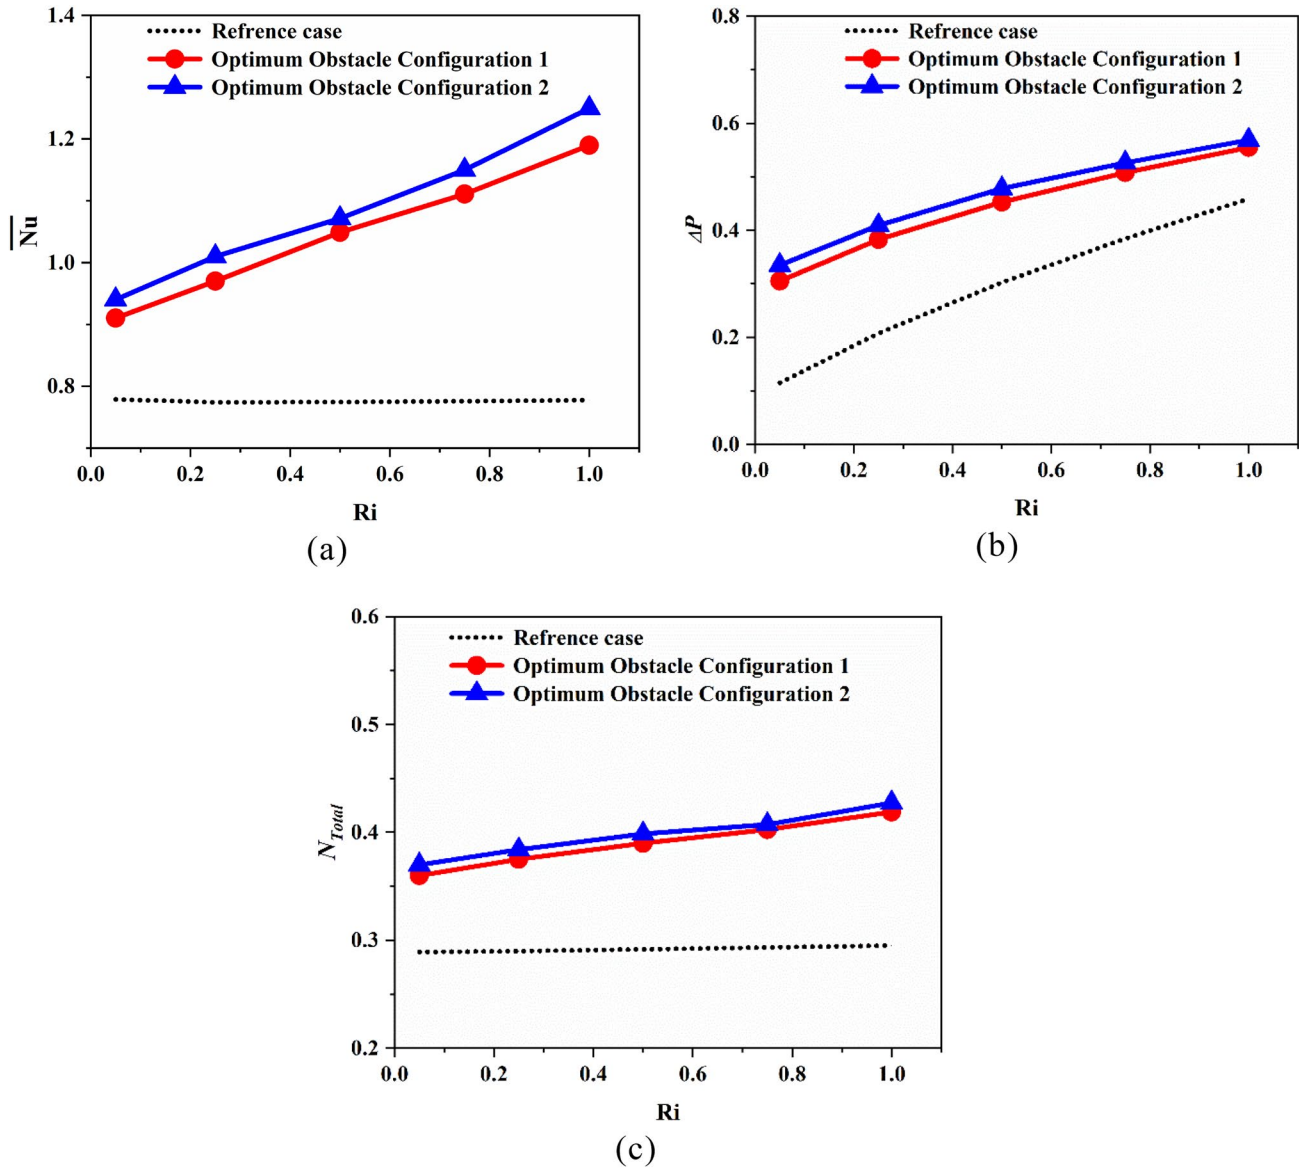 1.4
1.2
1.0
0.8
Nu
Refrence case
Optimum Obstacle Configuration 1
Optimum Obstacle Configuration 2
0.0 0.2 0.4 0.6 0.8 1.0
Ri
(a)
0.8
0.6
0.4
0.2
0.0
ΔP
Refrence case
Optimum Obstacle Configuration 1
Optimum Obstacle Configuration 2
0.0 0.2 0.4 0.6 0.8 1.0
Ri
(b)
0.6
0.5
0.4
0.3
0.2
N_Total
Refrence case
Optimum Obstacle Configuration 1
Optimum Obstacle Configuration 2
0.0 0.2 0.4 0.6 0.8 1.0
Ri
(c)